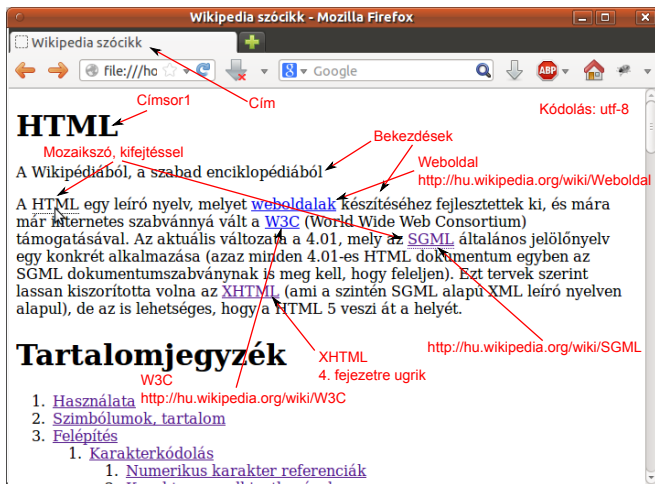 Wikipedia szócikk - Mozilla Firefox
Wikipedia szócikk
file:///hc
Google
ABP
Címsor1
Cím
Kódolás: utf-8
HTML
Bekezdések
Mozaikszó, kifejtéssel
A Wikipédiából, a szabad enciklopédiából
Weboldal
http://hu.wikipedia.org/wiki/Weboldal
A HTML egy leíró nyelv, melyet weboldalak készítéséhez fejlesztettek ki, és mára
már internetes szabvánnyá vált a W3C (World Wide Web Consortium)
támogatásával. Az aktuális változata a 4.01, mely az SGML általános jelölőnyelv
egy konkrét alkalmazása (azaz minden 4.01-es HTML dokumentum egyben az
SGML dokumentumszabványnak is meg kell, hogy feleljen). Ezt tervek szerint
lassan kiszorította volna az XHTML (ami a szintén SGML alapú XML leíró nyelven
alapul), de az is lehetséges, hogy a HTML 5 veszi át a helyét.
Tartalomjegyzék
http://hu.wikipedia.org/wiki/SGML
XHTML
4. fejezetre ugrik
W3C
http://hu.wikipedia.org/wiki/W3C
1. Használata
2. Szimbólumok, tartalom
3. Felépítés
1. Karakterkódolás
1. Numerikus karakter referenciák